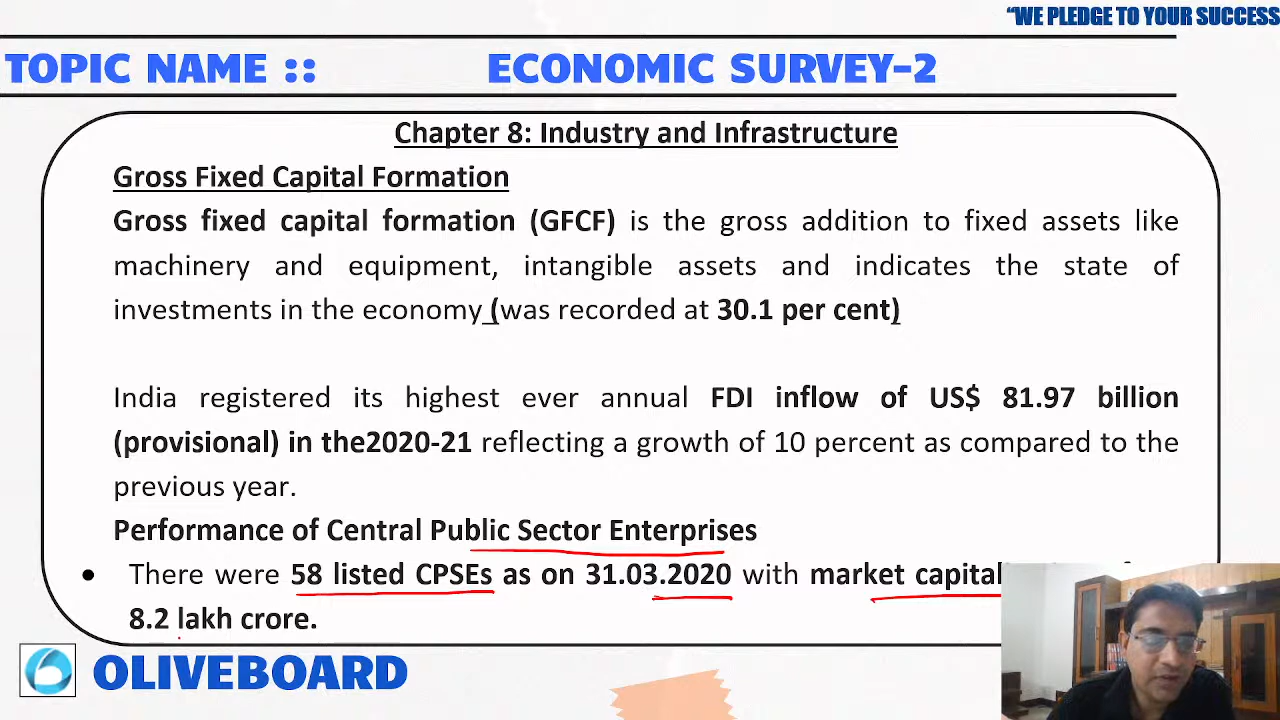 “WE PLEDGE TO YOUR SUCCESS
TOPIC NAME :: ECONOMIC SURVEY-2
Chapter 8: Industry and Infrastructure
Gross Fixed Capital Formation
Gross fixed capital formation (GFCF) is the gross addition to fixed assets like
machinery and equipment, intangible assets and indicates the state of
investments in the economy (was recorded at 30.1 per cent)
India registered its highest ever annual FDI inflow of US$ 81.97 billion
(provisional) in the2020-21 reflecting a growth of 10 percent as compared to the
previous year.
Performance of Central Public Sector Enterprises
• There were 58 listed CPSEs as on 31.03.2020 with market
8.2 lakh crore.
OLIVEBOARD